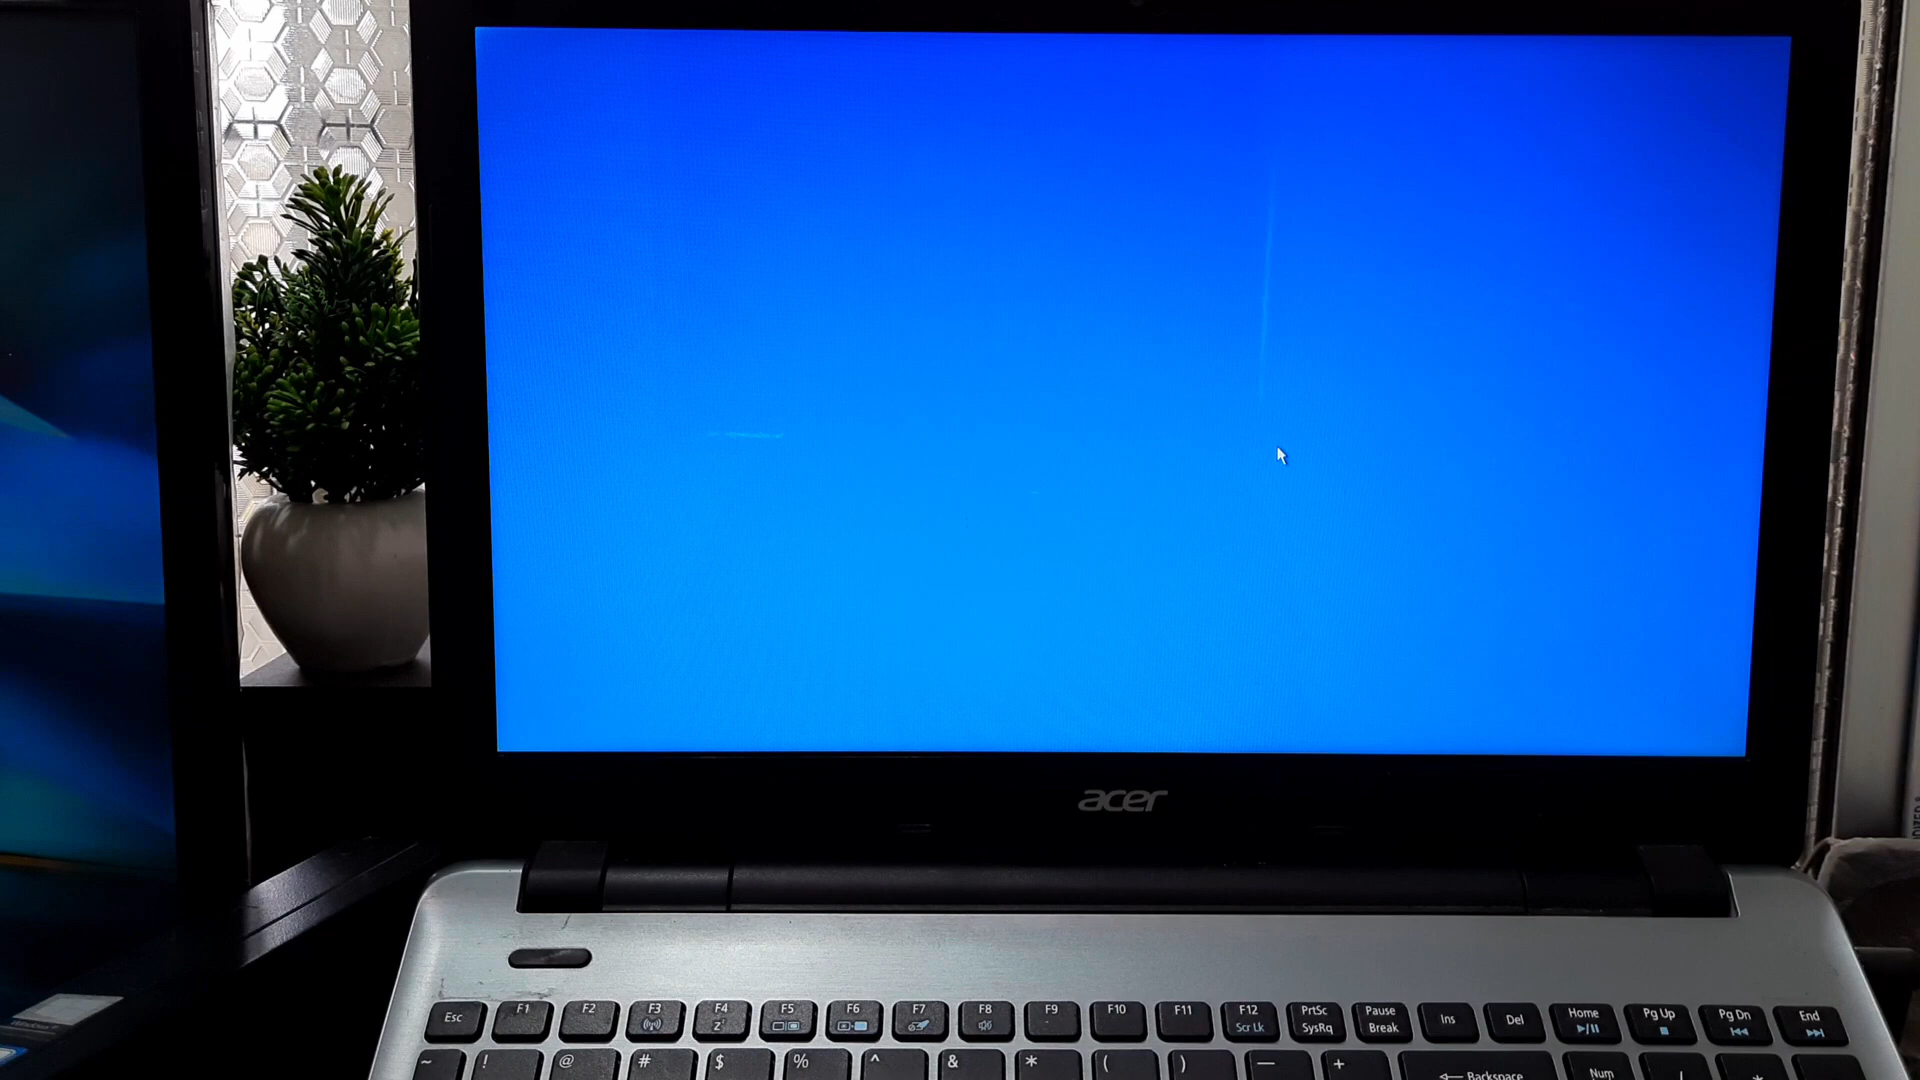 acer
Esc F1 F2 F3 F4 F5 F6 F7 F8 F9 F10 F11 F12 PrtSc Pause Ins Del Home Pg Up Pg Dn End
Scr Lk SysRq Break
~ ! @ # $ % ^ & * ( ) — + Backspace Num /